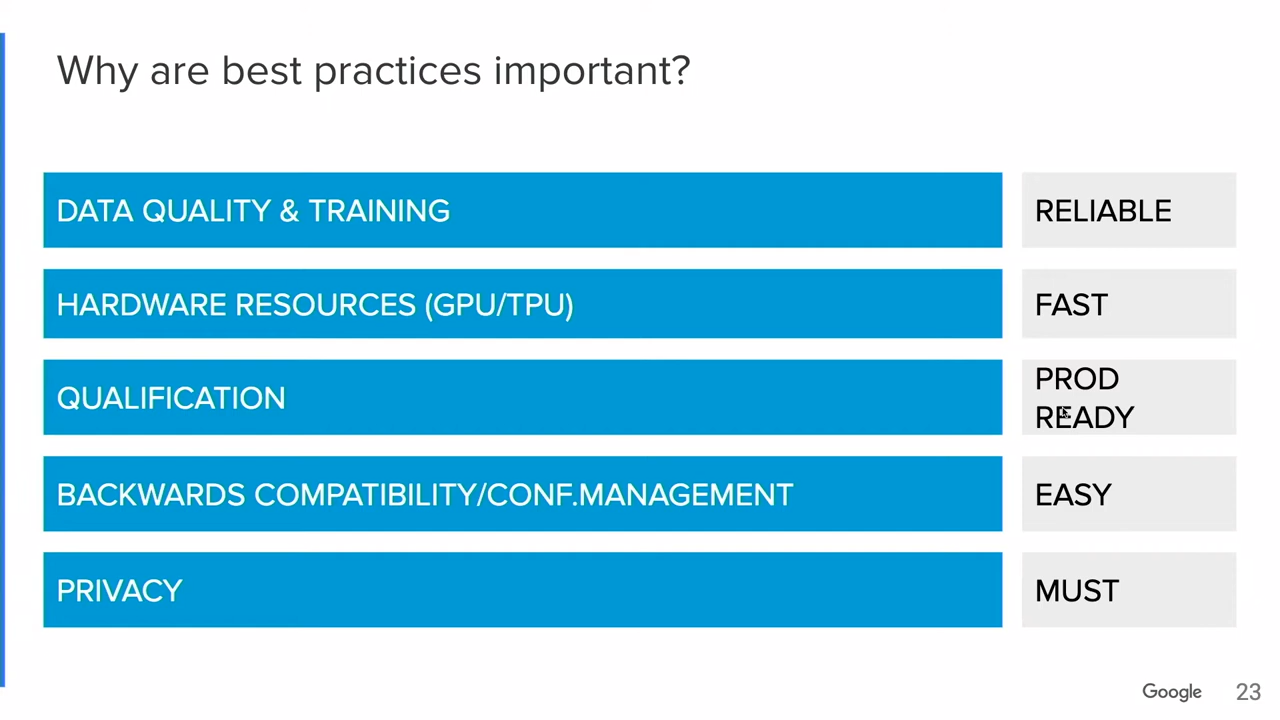 Why are best practices important?
DATA QUALITY & TRAINING
RELIABLE
HARDWARE RESOURCES (GPU/TPU)
FAST
QUALIFICATION
PROD
READY
BACKWARDS COMPATIBILITY/CONF.MANAGEMENT
EASY
PRIVACY
MUST
Google
23